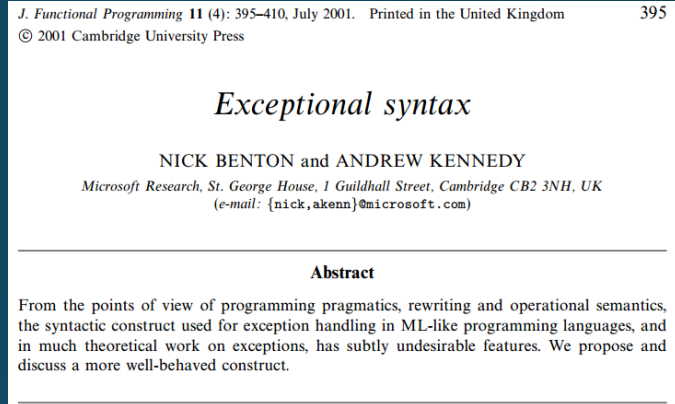 J. Functional Programming 11 (4): 395–410, July 2001. Printed in the United Kingdom 395
© 2001 Cambridge University Press
Exceptional syntax
NICK BENTON and ANDREW KENNEDY
Microsoft Research, St. George House, 1 Guildhall Street, Cambridge CB2 3NH, UK
(e-mail: {nick,akenn}@microsoft.com)
Abstract
From the points of view of programming pragmatics, rewriting and operational semantics,
the syntactic construct used for exception handling in ML-like programming languages, and
in much theoretical work on exceptions, has subtly undesirable features. We propose and
discuss a more well-behaved construct.